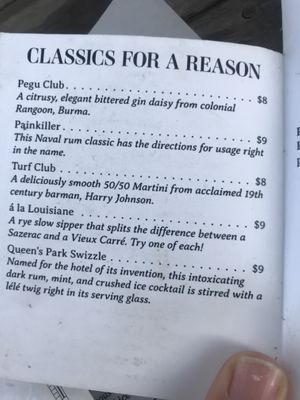 CLASSICS FOR A REASON
Pegu Club. . . . . . . . . . . . . . . . . . . . . . . . . . . . $8
A citrusy, elegant bittered gin daisy from colonial
Rangoon, Burma.
Painkiller. . . . . . . . . . . . . . . . . . . . . . . . . . . . $9
This Naval rum classic has the directions for usage right
in the name.
Turf Club . . . . . . . . . . . . . . . . . . . . . . . . . . . . $8
A deliciously smooth 50/50 Martini from acclaimed 19th
century barman, Harry Johnson.
á la Louisiane . . . . . . . . . . . . . . . . . . . . . . . . . $9
A rye slow sipper that splits the difference between a
Sazerac and a Vieux Carré. Try one of each!
Queen's Park Swizzle . . . . . . . . . . . . . . . . . . . . $9
Named for the hotel of its invention, this intoxicating
dark rum, mint, and crushed ice cocktail is stirred with a
lélé twig right in its serving glass.